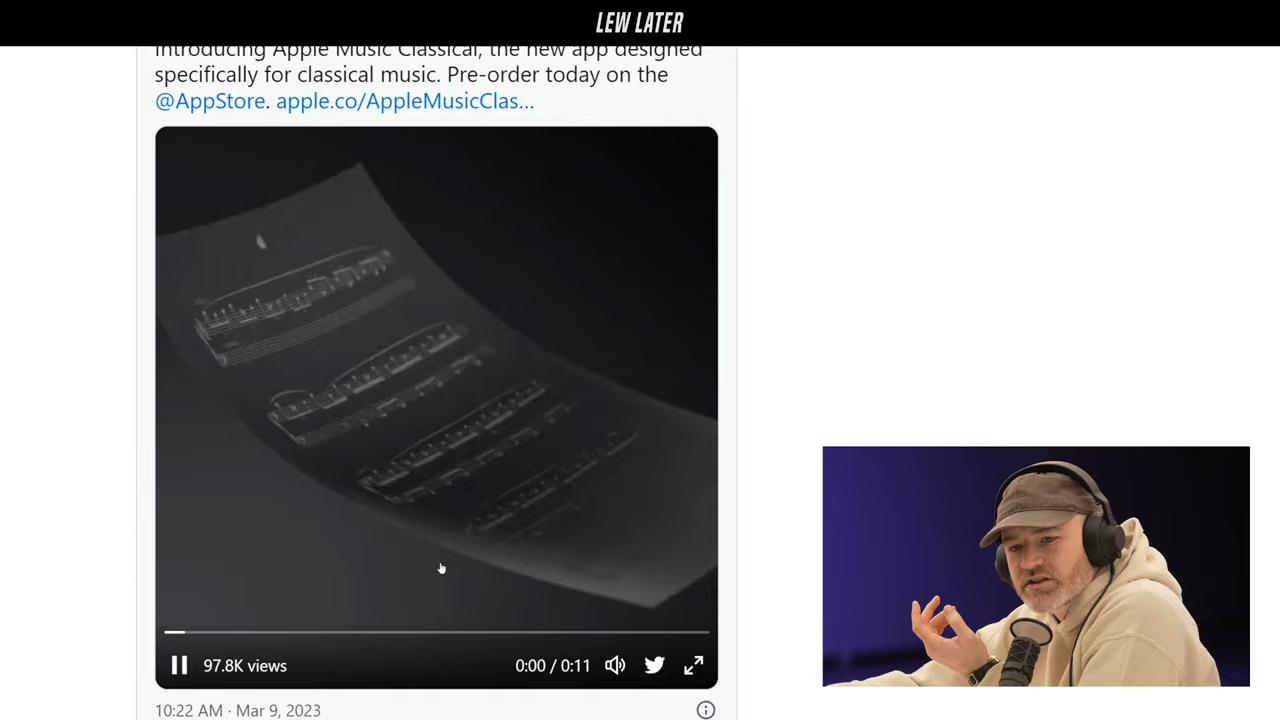 LEW LATER
Introducing Apple Music Classical, the new app designed
specifically for classical music. Pre-order today on the
@AppStore. apple.co/AppleMusicClas...
97.8K views
0:00 / 0:11
10:22 AM · Mar 9, 2023